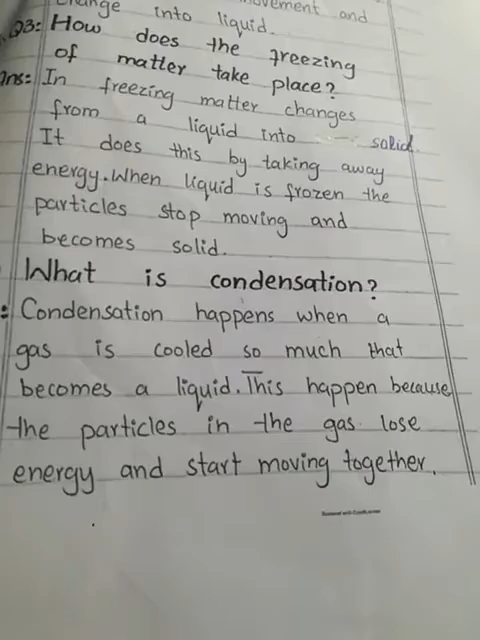 change into liquid.
movement and
Q3: How does the freezing
of matter take place?
Ans: In freezing matter changes
from a liquid into solid.
It does this by taking away
energy. When liquid is frozen the
particles stop moving and
becomes solid.
What is condensation?
: Condensation happens when a
gas is cooled so much that
becomes a liquid. This happen because
the particles in the gas lose
energy and start moving together.